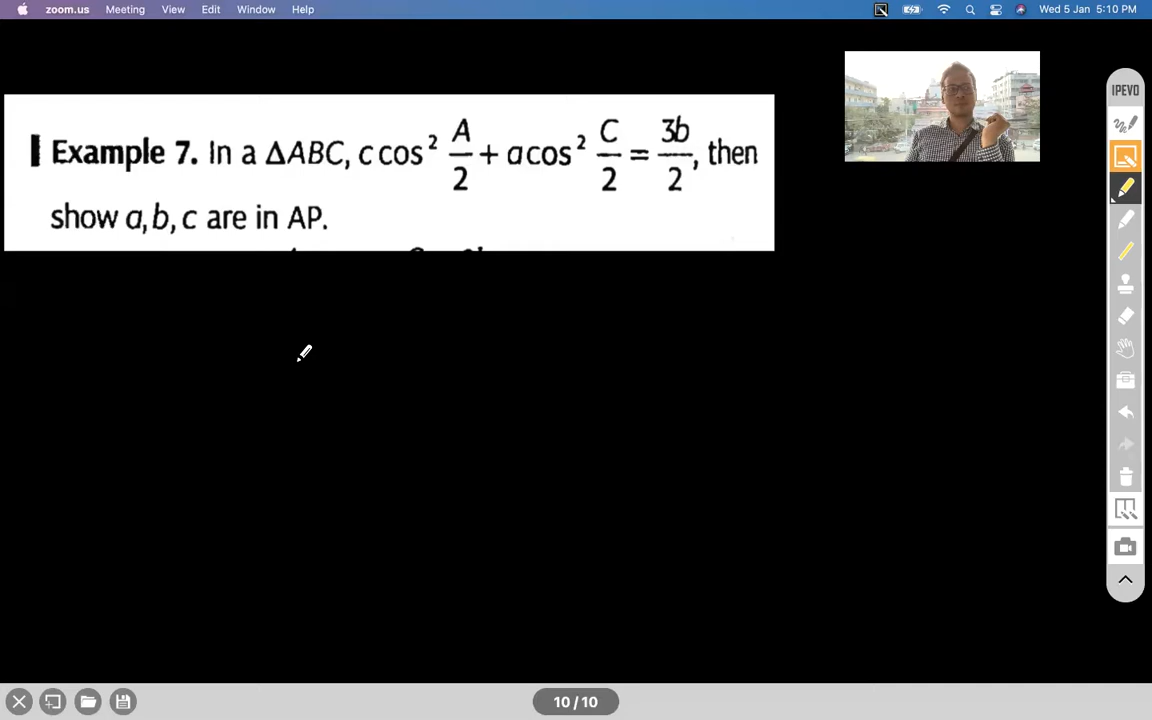 zoom.us Meeting View Edit Window Help Wed 5 Jan 5:10 PM
IPEVO
Example 7. In a ΔABC, c cos² A/2 + a cos² C/2 = 3b/2, then
show a, b, c are in AP.
10 / 10